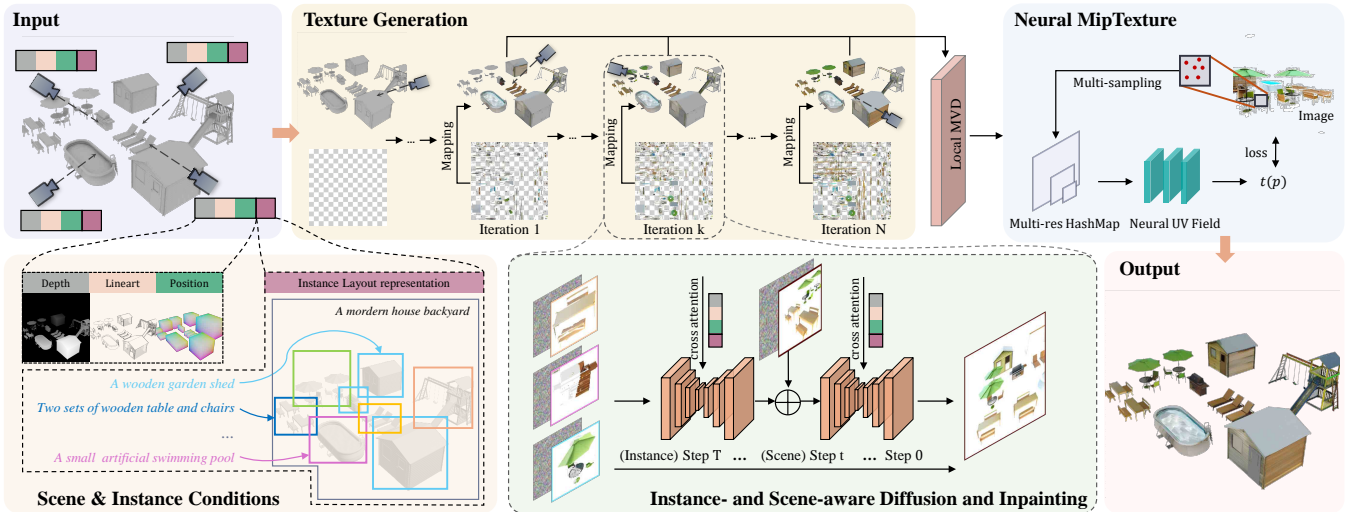 Input
Texture Generation
Mapping
Iteration 1
...
Mapping
Iteration k
...
Mapping
Iteration N
...
Local MVD
Neural MipTexture
Multi-sampling
Image
loss
t(p)
Multi-res HashMap
Neural UV Field
Depth
Lineart
Position
Instance Layout representation
A mordern house backyard
A wooden garden shed
Two sets of wooden table and chairs
...
A small artificial swimming pool
Scene & Instance Conditions
cross attention
cross attention
(Instance) Step T ... (Scene) Step t ... Step 0
Instance- and Scene-aware Diffusion and Inpainting
Output